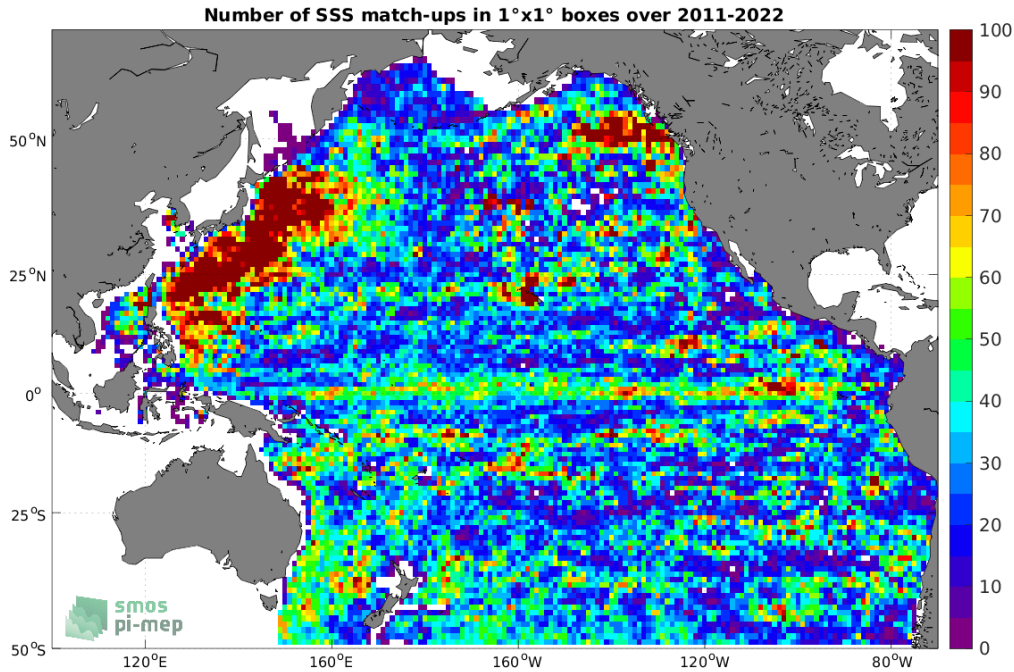 Number of SSS match-ups in 1°x1° boxes over 2011-2022
100
90
80
70
60
50
40
30
20
10
0
50°N
25°N
0°
25°S
50°S
120°E
160°E
160°W
120°W
80°W
smos
pi-mep